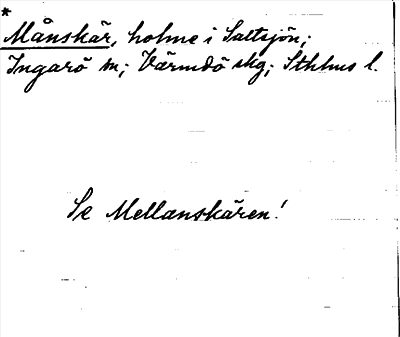 *
Månskär, holme i Saltsjön;
Ingarö sn; Värmdö skg; Sthlms l.
Se Mellanskären!